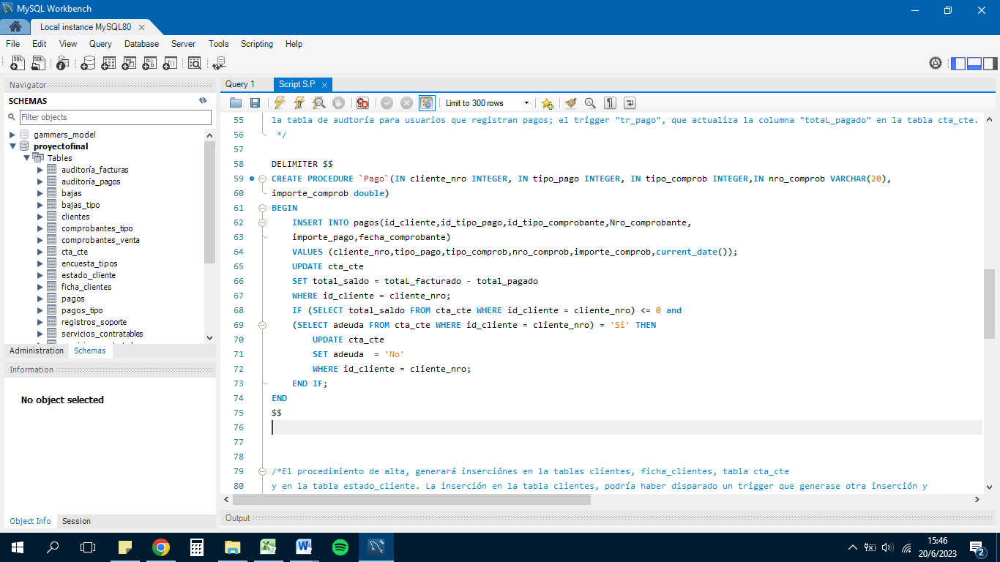 MySQL Workbench
Local instance MySQL80
File Edit View Query Database Server Tools Scripting Help
Navigator
SCHEMAS
Filter objects
gammers_model
proyectofinal
Tables
auditoría_facturas
auditoría_pagos
bajas
bajas_tipo
clientes
comprobantes_tipo
comprobantes_venta
cta_cte
encuesta_tipos
estado_cliente
ficha_clientes
pagos
pagos_tipo
registros_soporte
servicios_contratables
Administration Schemas
Information
No object selected
Object Info Session
Query 1 Script S.P
Limit to 300 rows
55 la tabla de audtoría para usuarios que registran pagos; el trigger "tr_pago", que actualiza la columna "totaL_pagado" en la tabla cta_cte.
56 */
57
58 DELIMITER $$
59 CREATE PROCEDURE `Pago`(IN cliente_nro INTEGER, IN tipo_pago INTEGER, IN tipo_comprob INTEGER,IN nro_comprob VARCHAR(20),
60 importe_comprob double)
61 BEGIN
62 INSERT INTO pagos(id_cliente,id_tipo_pago,id_tipo_comprobante,Nro_comprobante,
63 importe_pago,fecha_comprobante)
64 VALUES (cliente_nro,tipo_pago,tipo_comprob,nro_comprob,importe_comprob,current_date());
65 UPDATE cta_cte
66 SET total_saldo = totaL_facturado - total_pagado
67 WHERE id_cliente = cliente_nro;
68 IF (SELECT total_saldo FROM cta_cte WHERE id_cliente = cliente_nro) <= 0 and
69 (SELECT adeuda FROM cta_cte WHERE id_cliente = cliente_nro) = 'Si' THEN
70 UPDATE cta_cte
71 SET adeuda  = 'No'
72 WHERE id_cliente = cliente_nro;
73 END IF;
74 END
75 $$
76
77
78
79 /*El procedimiento de alta, generará inserciónes en la tablas clientes, ficha_clientes, tabla cta_cte
80 y en la tabla estado_cliente. La inserción en la tabla clientes, podría haber disparado un trigger que generase otra inserción y
Output
15:46
20/6/2023
2